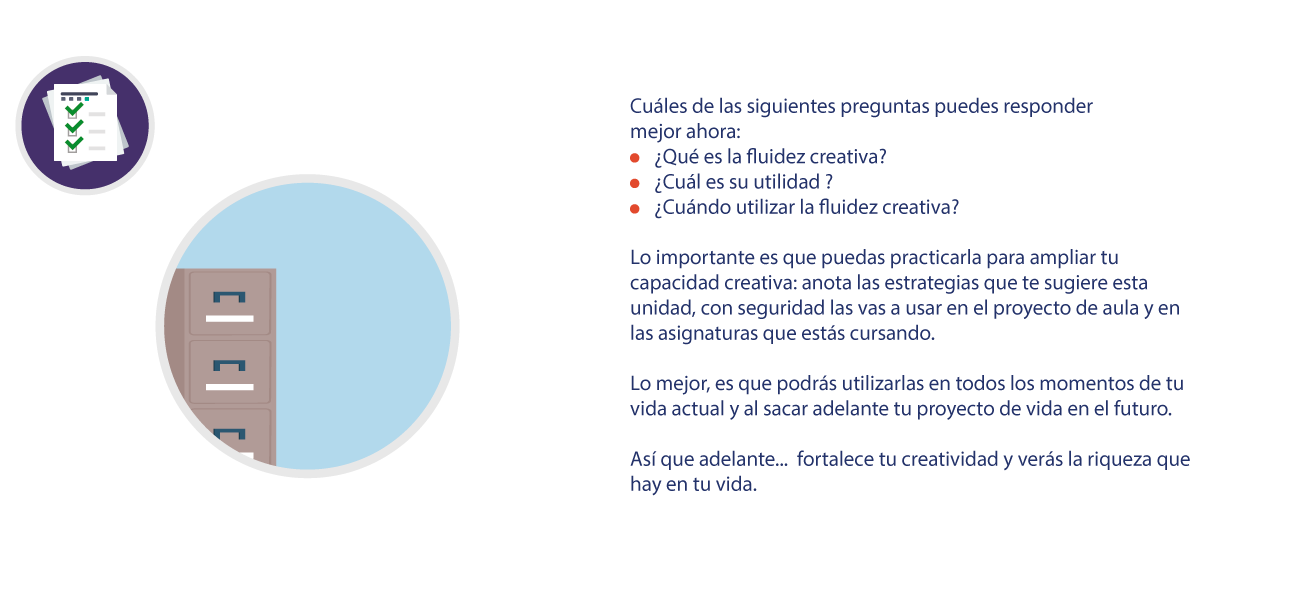 Cuáles de las siguientes preguntas puedes responder
mejor ahora:
• ¿Qué es la fluidez creativa?
• ¿Cuál es su utilidad ?
• ¿Cuándo utilizar la fluidez creativa?
Lo importante es que puedas practicarla para ampliar tu
capacidad creativa: anota las estrategias que te sugiere esta
unidad, con seguridad las vas a usar en el proyecto de aula y en
las asignaturas que estás cursando.
Lo mejor, es que podrás utilizarlas en todos los momentos de tu
vida actual y al sacar adelante tu proyecto de vida en el futuro.
Así que adelante...  fortalece tu creatividad y verás la riqueza que
hay en tu vida.